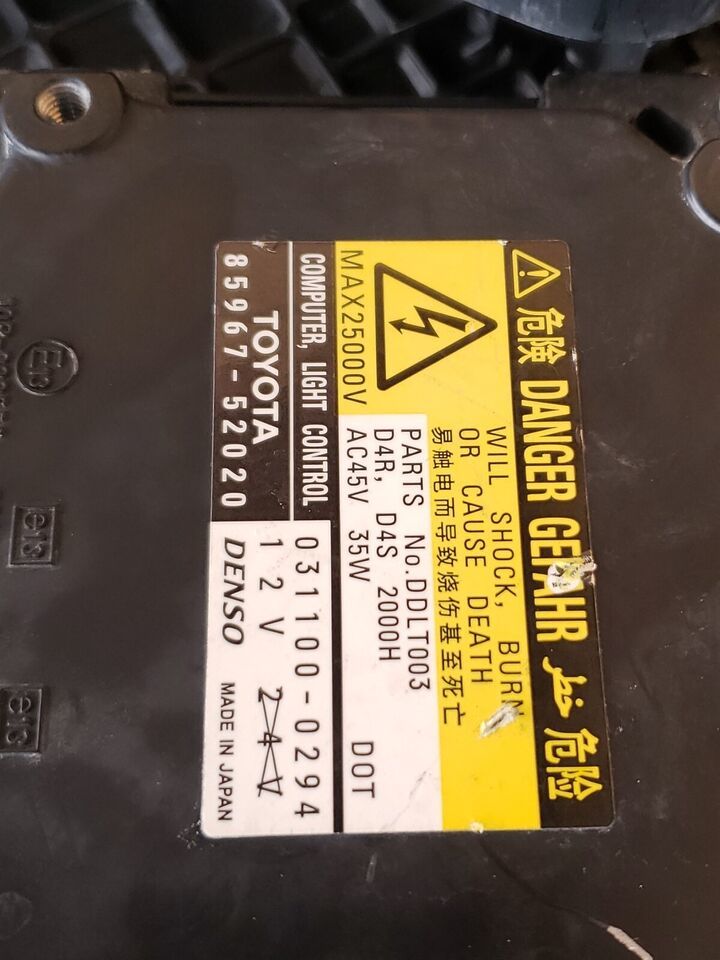 危険 DANGER GEFAHR خطر 危险
WILL SHOCK, BURN
OR CAUSE DEATH
易触电而导致烧伤甚至死亡
MAX25000V
PARTS No.DDLT003
D4R, D4S 2000H
AC45V 35W DOT
COMPUTER, LIGHT CONTROL
TOYOTA
85967-52020
031100-0294
12V 24V
DENSO MADE IN JAPAN
E13
e13
e13